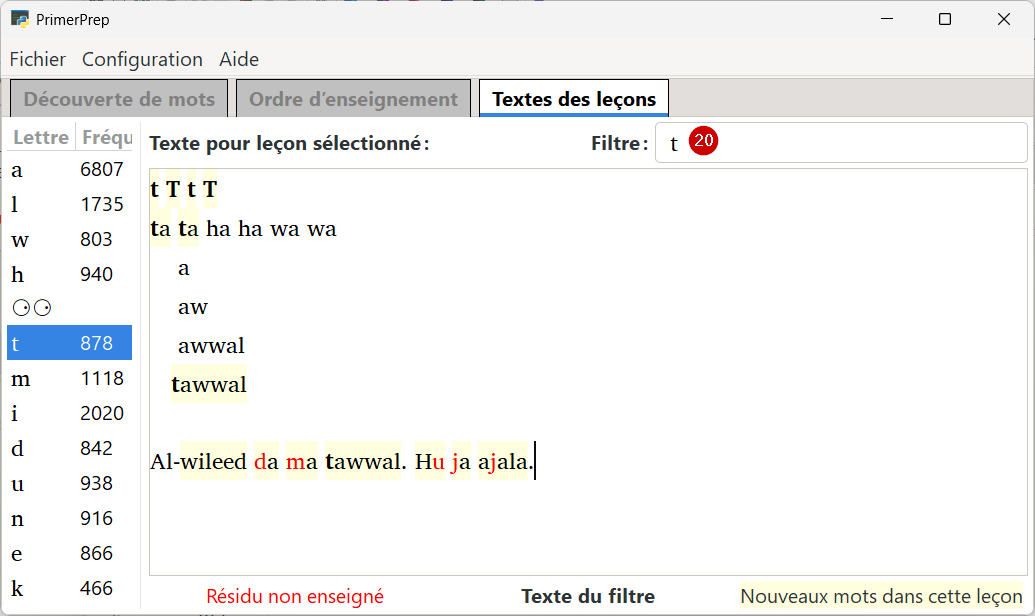 PrimerPrep
Fichier Configuration Aide
Découverte de mots Ordre d’enseignement Textes des leçons
Lettre Fréqu
a 6807
l 1735
w 803
h 940
⚆⚆
t 878
m 1118
i 2020
d 842
u 938
n 916
e 866
k 466
Texte pour leçon sélectionné :
Filtre : t 20
t T t T
ta ta ha ha wa wa
a
aw
awwal
tawwal
Al-wileed da ma tawwal. Hu ja ajala.
Résidu non enseigné Texte du filtre Nouveaux mots dans cette leçon